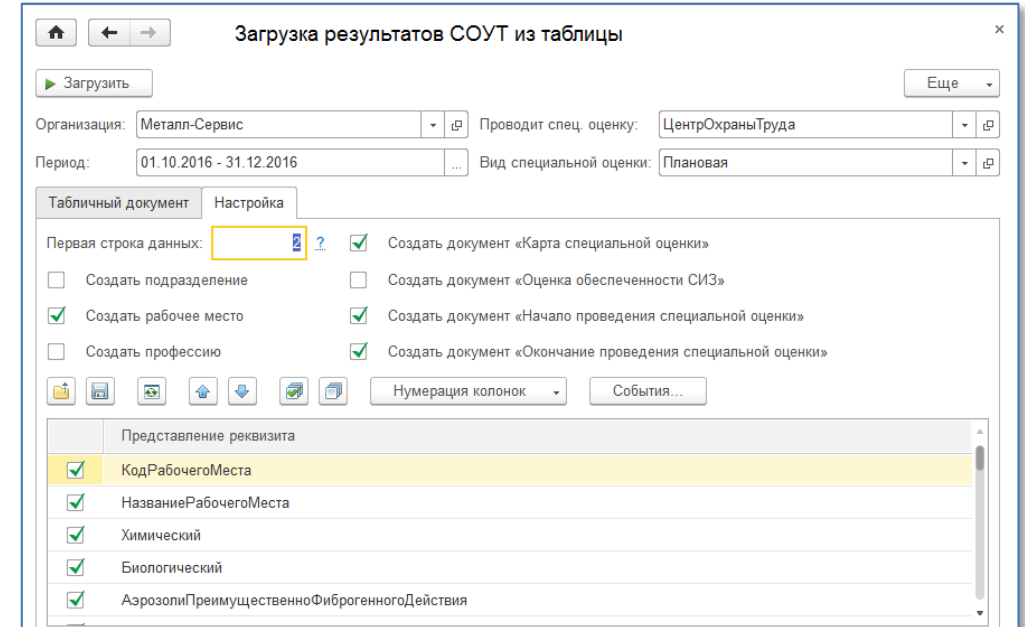 Загрузка результатов СОУТ из таблицы
Загрузить Еще
Организация: Металл-Сервис Проводит спец. оценку: ЦентрОхраныТруда
Период: 01.10.2016 - 31.12.2016 ... Вид специальной оценки: Плановая
Табличный документ Настройка
Первая строка данных: 2 ? Создать документ «Карта специальной оценки»
Создать подразделение Создать документ «Оценка обеспеченности СИЗ»
Создать рабочее место Создать документ «Начало проведения специальной оценки»
Создать профессию Создать документ «Окончание проведения специальной оценки»
Нумерация колонок События...
Представление реквизита
КодРабочегоМеста
НазваниеРабочегоМеста
Химический
Биологический
АэрозолиПреимущественноФиброгенногоДействия